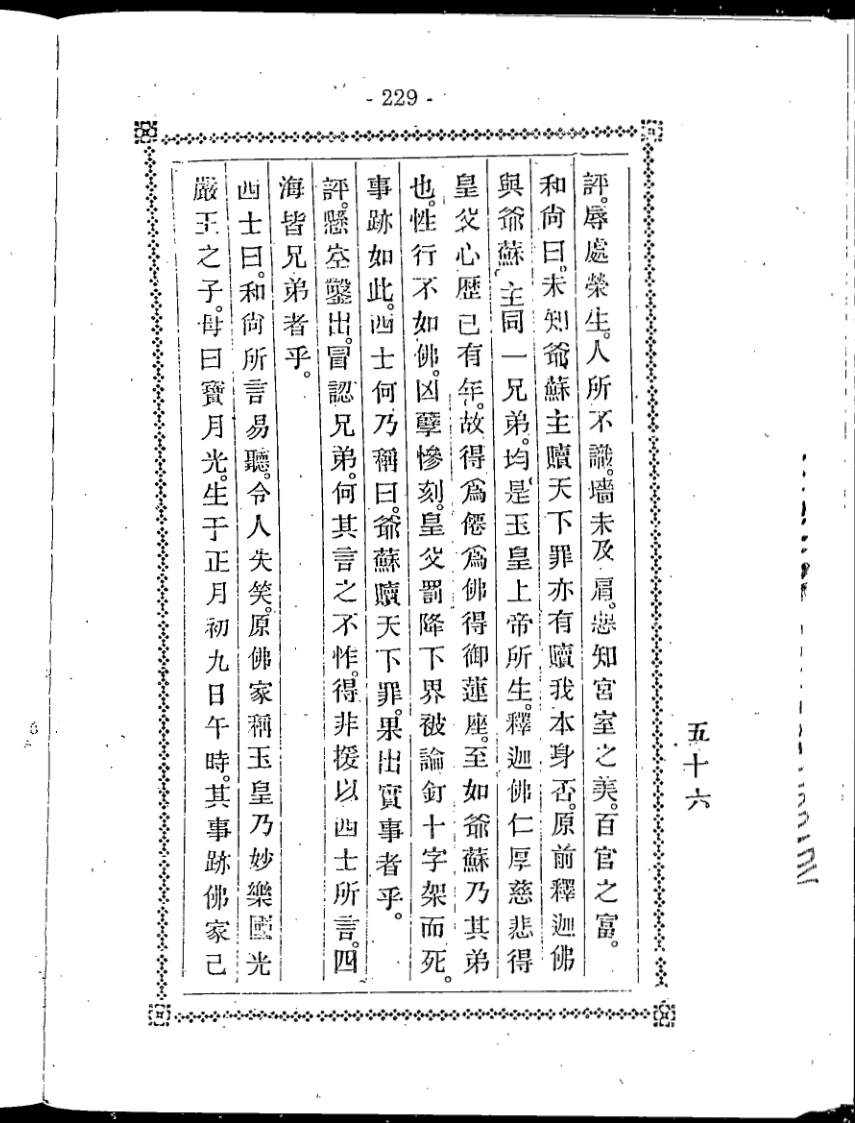 - 229 -
五十六
評。辱處榮生。人所不識。墻未及肩。惡知宮室之美。百官之富。
和尙曰。未知爺蘇主贖天下罪亦有贖我本身否。原前釋迦佛
與爺蘇主同一兄弟。均是玉皇上帝所生。釋迦佛仁厚慈悲得
皇父心歷已有年。故得爲僊爲佛得御蓮座。至如爺蘇乃其弟
也。性行不如佛。凶孽慘刻。皇父罰降下界被論釘十字架而死。
事跡如此。西士何乃稱曰。爺蘇贖天下罪。果出實事者乎。
評。懸空鑿出。冒認兄弟。何其言之不怍。得非援以西士所言。四
海皆兄弟者乎。
西士曰。和尙所言易聽。令人失笑。原佛家稱玉皇乃妙樂國光
嚴王之子。母曰寶月光。生于正月初九日午時。其事跡佛家己